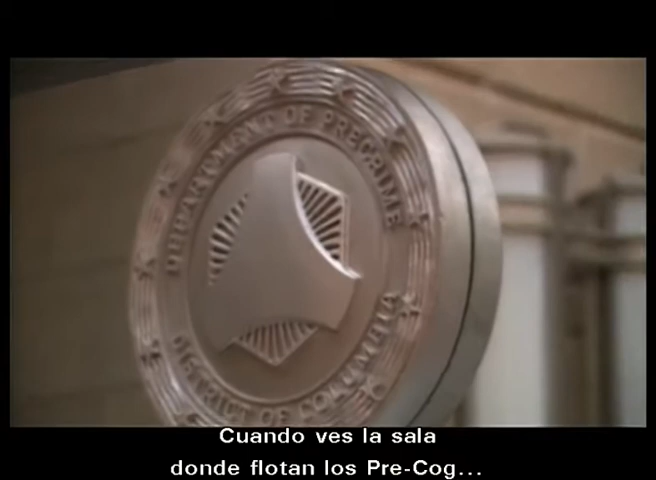 DEPARTMENT OF PRECRIME
DISTRICT OF COLUMBIA
Cuando ves la sala
donde flotan los Pre-Cog...